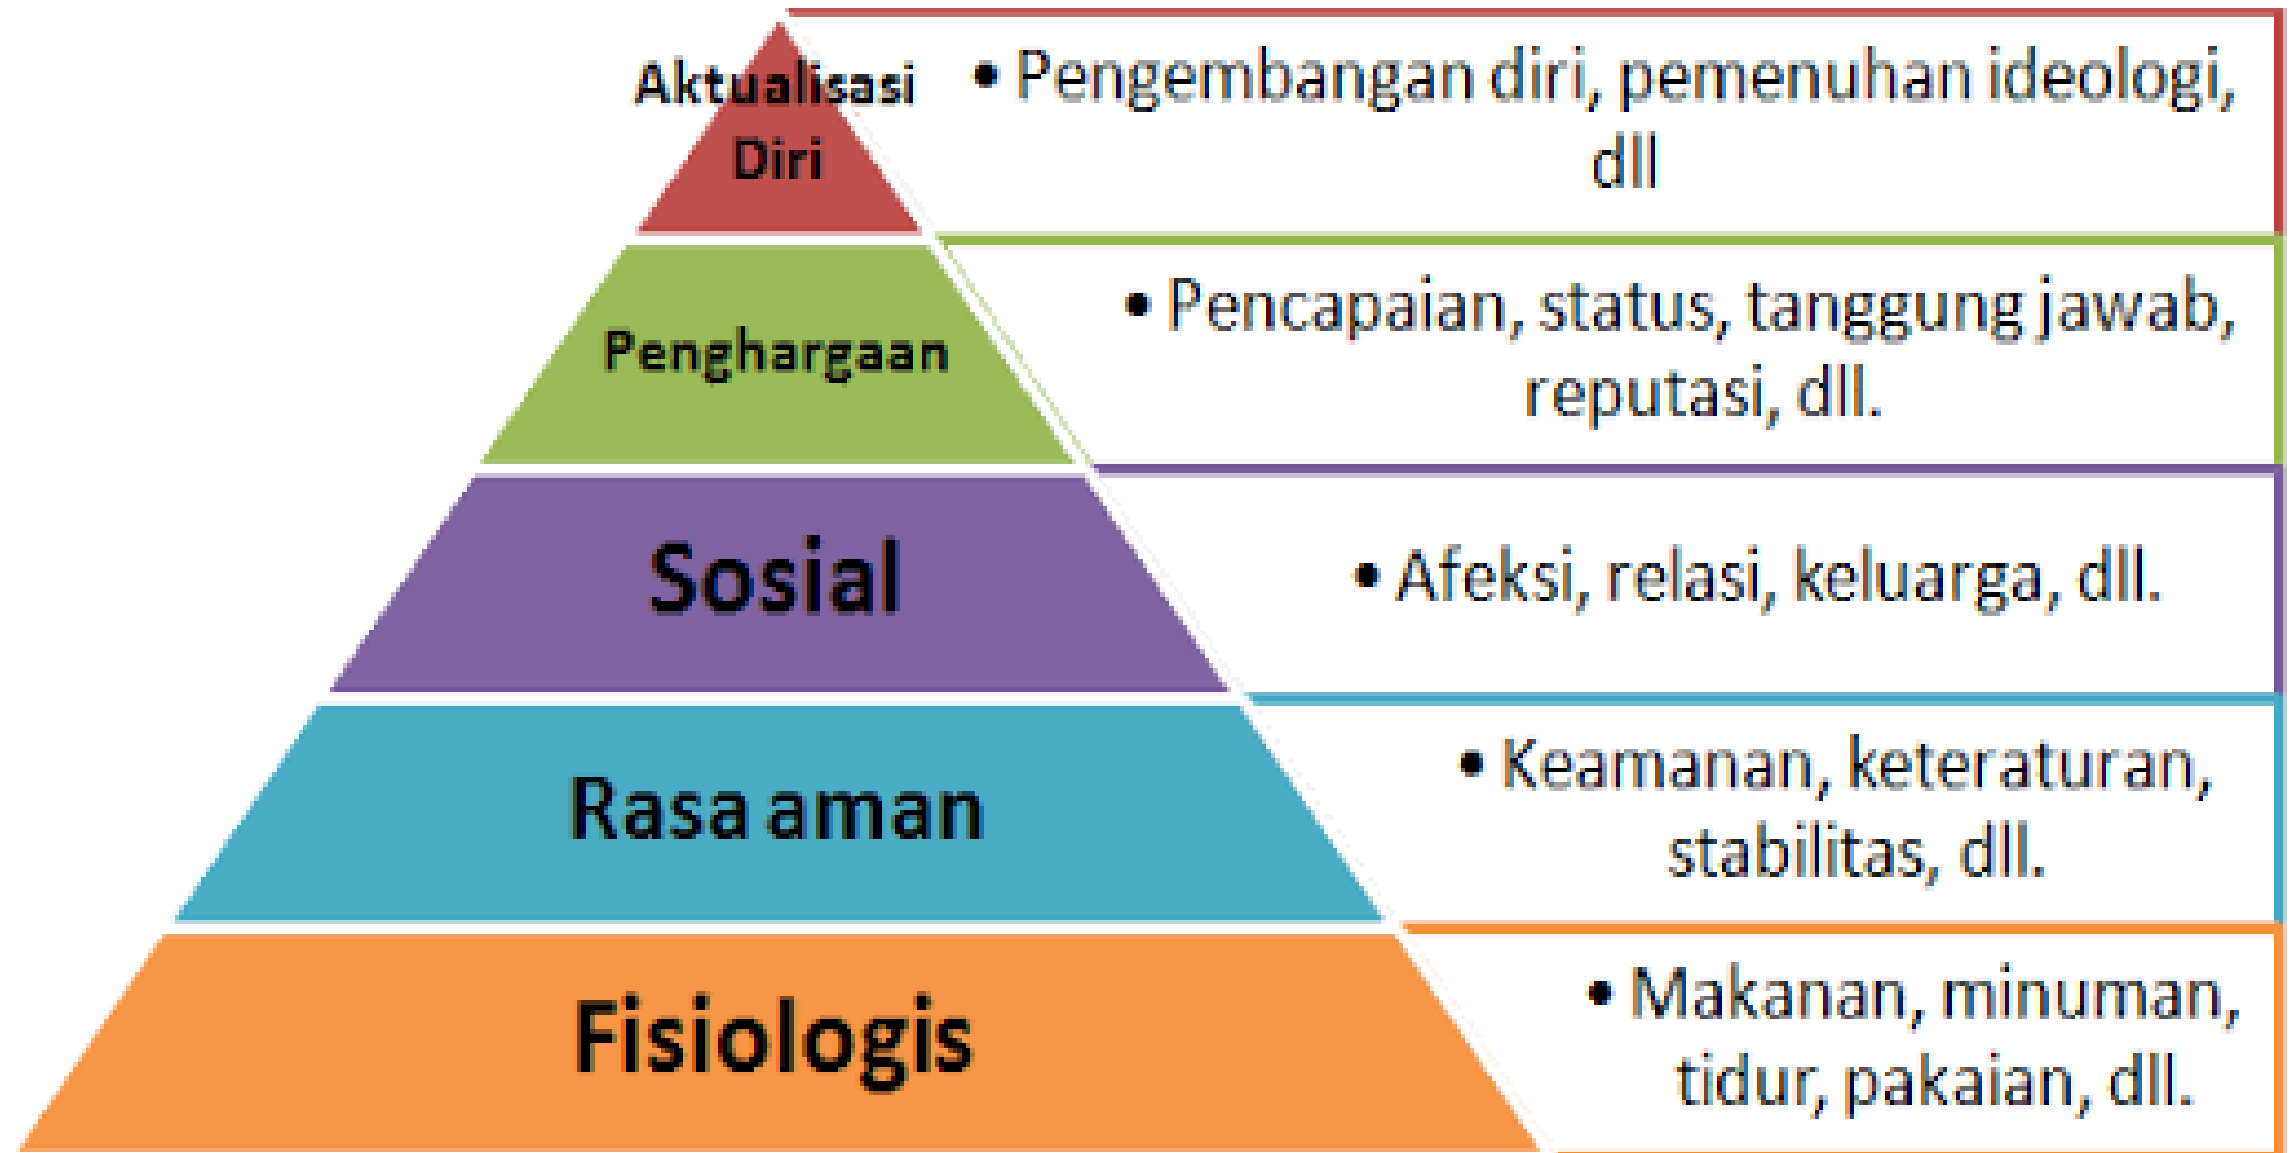 Aktualisasi
Diri
• Pengembangan diri, pemenuhan ideologi,
dll
Penghargaan
• Pencapaian, status, tanggung jawab,
reputasi, dll.
Sosial
• Afeksi, relasi, keluarga, dll.
Rasa aman
• Keamanan, keteraturan,
stabilitas, dll.
Fisiologis
• Makanan, minuman,
tidur, pakaian, dll.